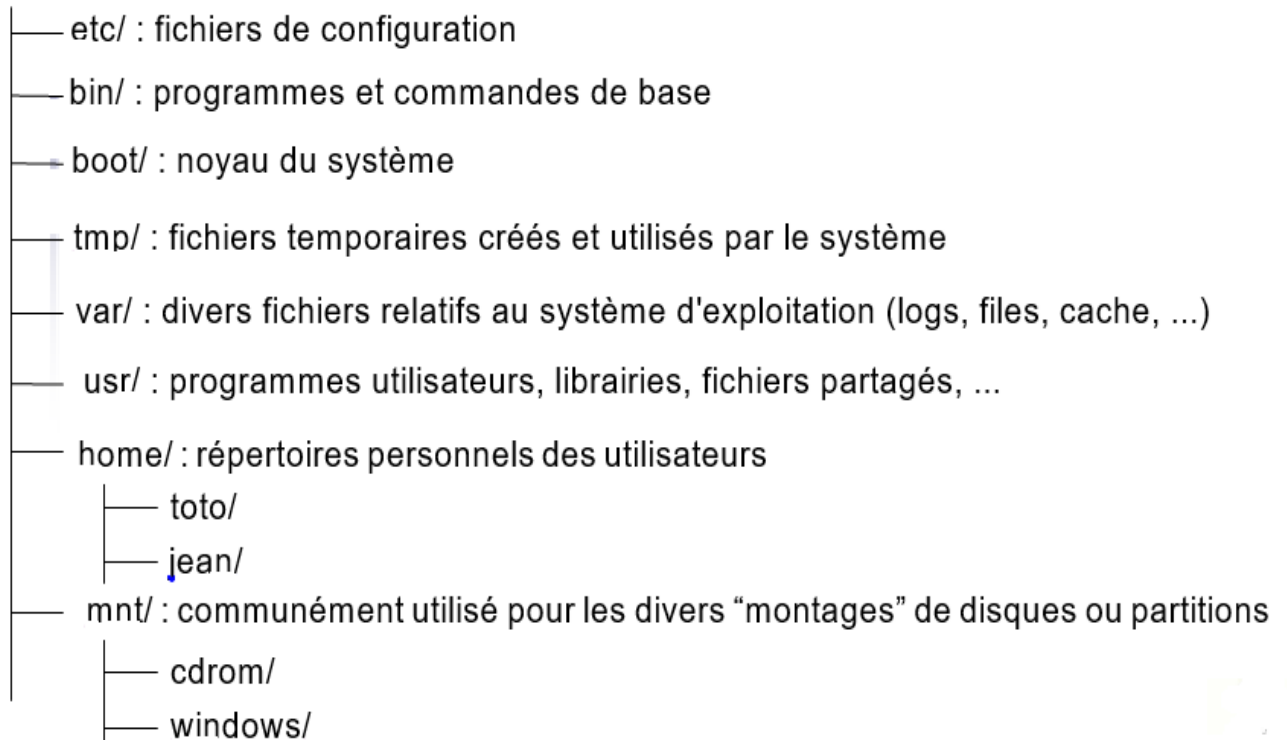 etc/ : fichiers de configuration
bin/ : programmes et commandes de base
boot/ : noyau du système
tmp/ : fichiers temporaires créés et utilisés par le système
var/ : divers fichiers relatifs au système d'exploitation (logs, files, cache, ...)
usr/ : programmes utilisateurs, librairies, fichiers partagés, ...
home/ : répertoires personnels des utilisateurs
toto/
jean/
mnt/ : communément utilisé pour les divers “montages” de disques ou partitions
cdrom/
windows/